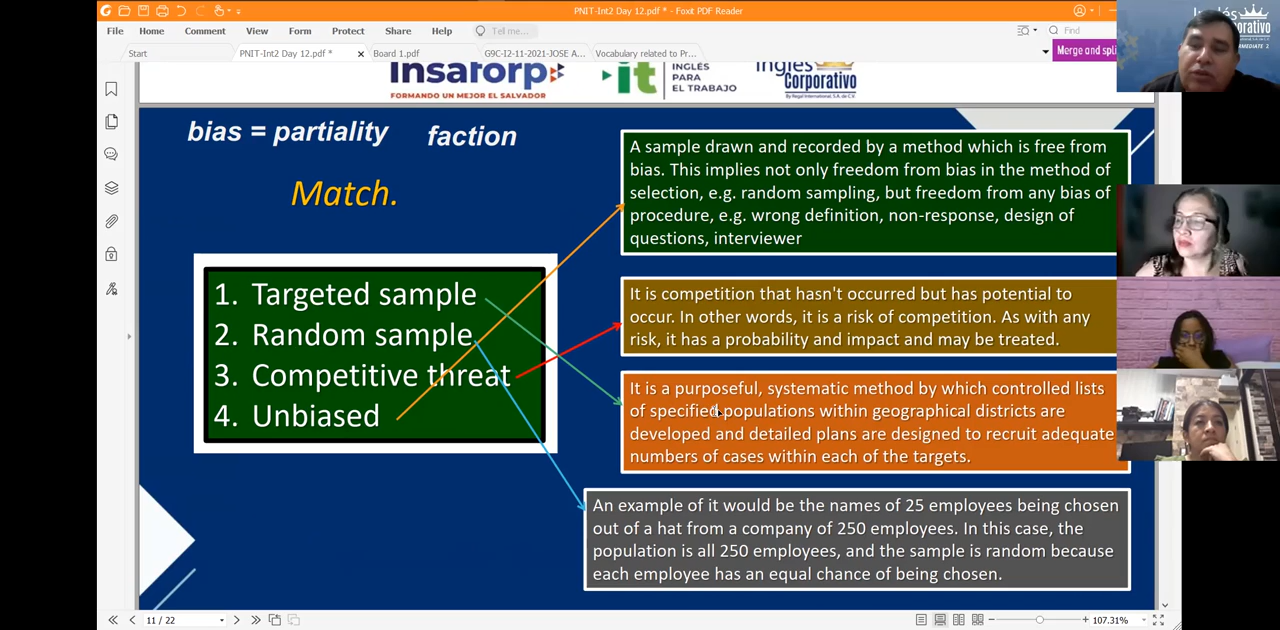 PNIT-Int2 Day 12.pdf * - Foxit PDF Reader
File Home Comment View Form Protect Share Help Tell me... Find
Start PNIT-Int2 Day 12.pdf * Board 1.pdf G9C-I2-11-2021-JOSE A... Vocabulary related to Pr... Merge and spli
Insaforp
FORMANDO UN MEJOR EL SALVADOR
it
INGLÉS
PARA
EL TRABAJO
Inglés
Corporativo
By Regal International, S.A. de C.V.
bias = partiality faction
Match.
1. Targeted sample
2. Random sample
3. Competitive threat
4. Unbiased
A sample drawn and recorded by a method which is free from
bias. This implies not only freedom from bias in the method of
selection, e.g. random sampling, but freedom from any bias of
procedure, e.g. wrong definition, non-response, design of
questions, interviewer
It is competition that hasn't occurred but has potential to
occur. In other words, it is a risk of competition. As with any
risk, it has a probability and impact and may be treated.
It is a purposeful, systematic method by which controlled lists
of specified populations within geographical districts are
developed and detailed plans are designed to recruit adequate
numbers of cases within each of the targets.
An example of it would be the names of 25 employees being chosen
out of a hat from a company of 250 employees. In this case, the
population is all 250 employees, and the sample is random because
each employee has an equal chance of being chosen.
11 / 22
107.31%